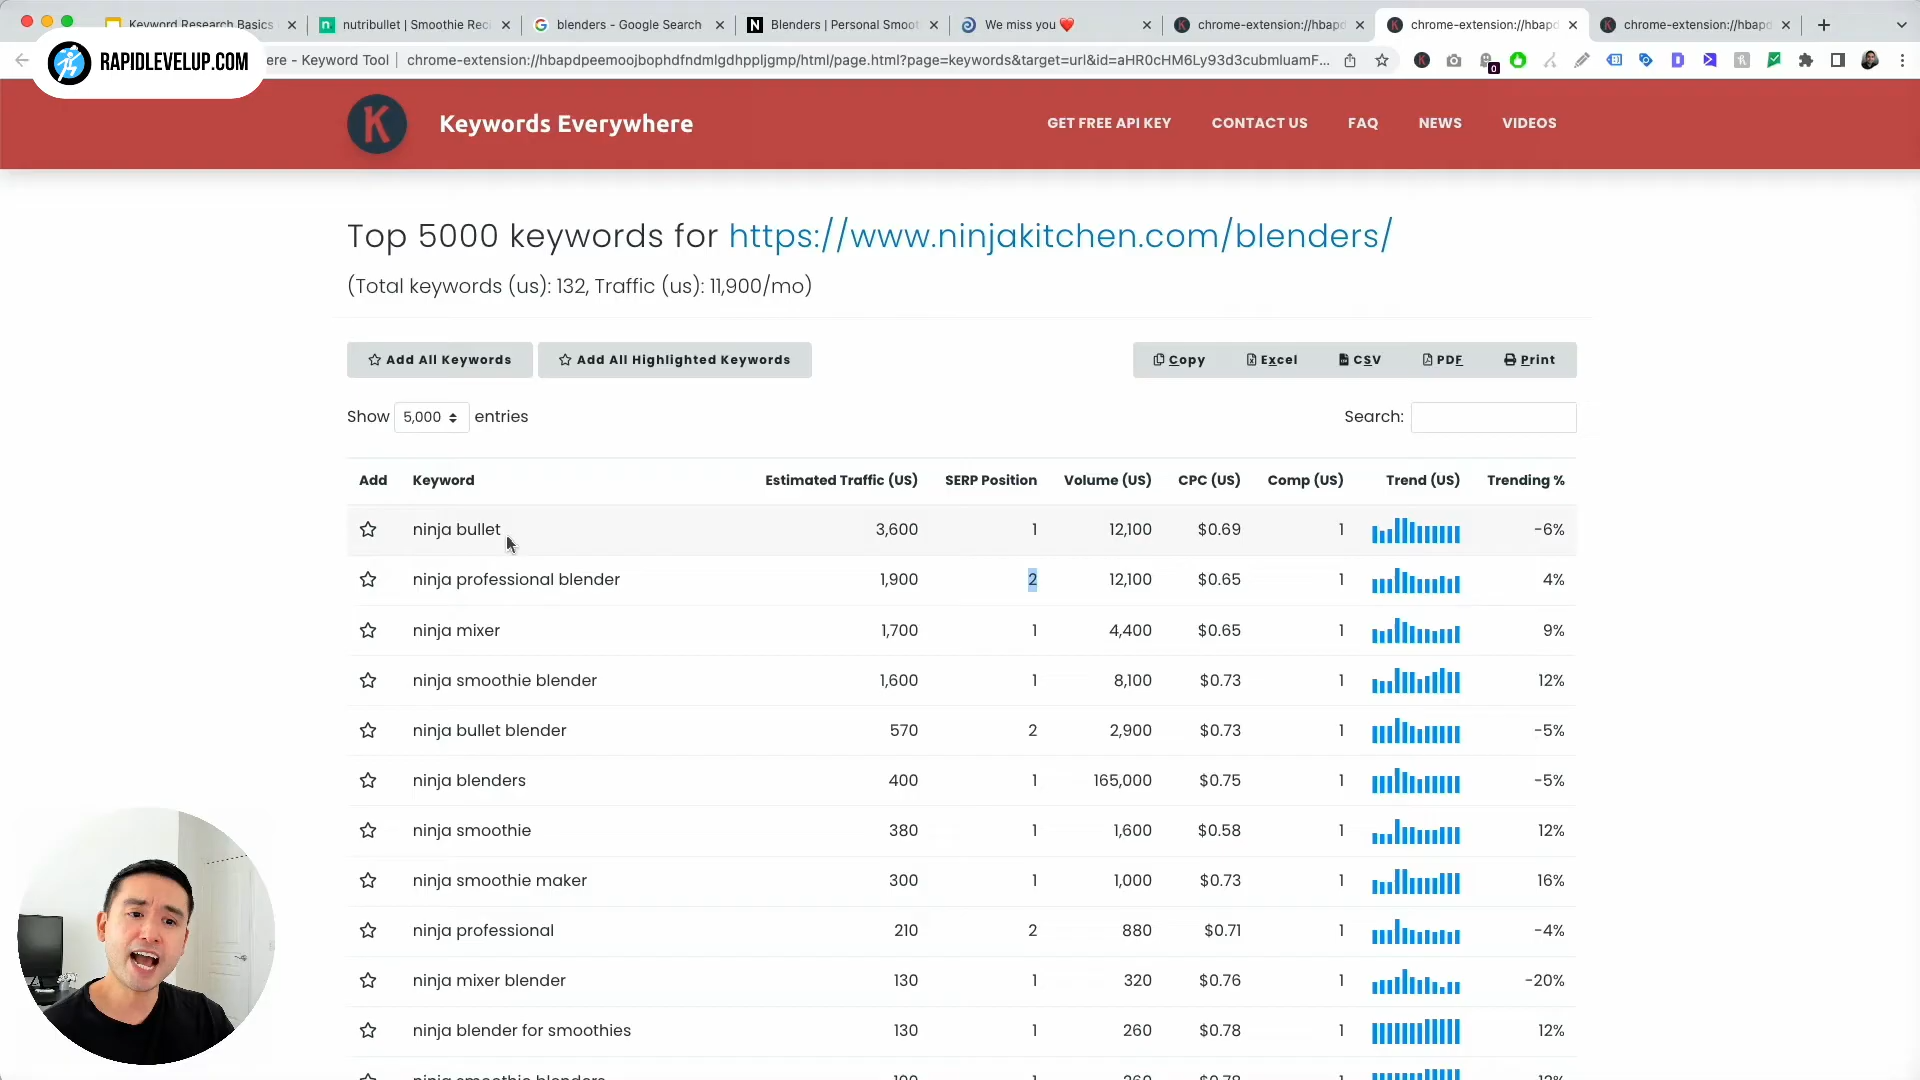 Keyword Research Basics
nutribullet | Smoothie Reci
blenders - Google Search
Blenders | Personal Smoot
We miss you ❤️
chrome-extension://hbapd
chrome-extension://hbapd
chrome-extension://hbapd
RAPIDLEVELUP.COM
ere - Keyword Tool
chrome-extension://hbapdpeemoojbophdfndmlgdhppljgmp/html/page.html?page=keywords&target=url&id=aHR0cHM6Ly93d3cubmluamF...
0
K
Keywords Everywhere
GET FREE API KEY
CONTACT US
FAQ
NEWS
VIDEOS
Top 5000 keywords for https://www.ninjakitchen.com/blenders/
(Total keywords (us): 132, Traffic (us): 11,900/mo)
Add All Keywords
Add All Highlighted Keywords
Copy
Excel
CSV
PDF
Print
Show 5,000 entries
Search:
Add Keyword Estimated Traffic (US) SERP Position Volume (US) CPC (US) Comp (US) Trend (US) Trending %
ninja bullet 3,600 1 12,100 $0.69 1 -6%
ninja professional blender 1,900 2 12,100 $0.65 1 4%
ninja mixer 1,700 1 4,400 $0.65 1 9%
ninja smoothie blender 1,600 1 8,100 $0.73 1 12%
ninja bullet blender 570 2 2,900 $0.73 1 -5%
ninja blenders 400 1 165,000 $0.75 1 -5%
ninja smoothie 380 1 1,600 $0.58 1 12%
ninja smoothie maker 300 1 1,000 $0.73 1 16%
ninja professional 210 2 880 $0.71 1 -4%
ninja mixer blender 130 1 320 $0.76 1 -20%
ninja blender for smoothies 130 1 260 $0.78 1 12%
ninja smoothie blenders